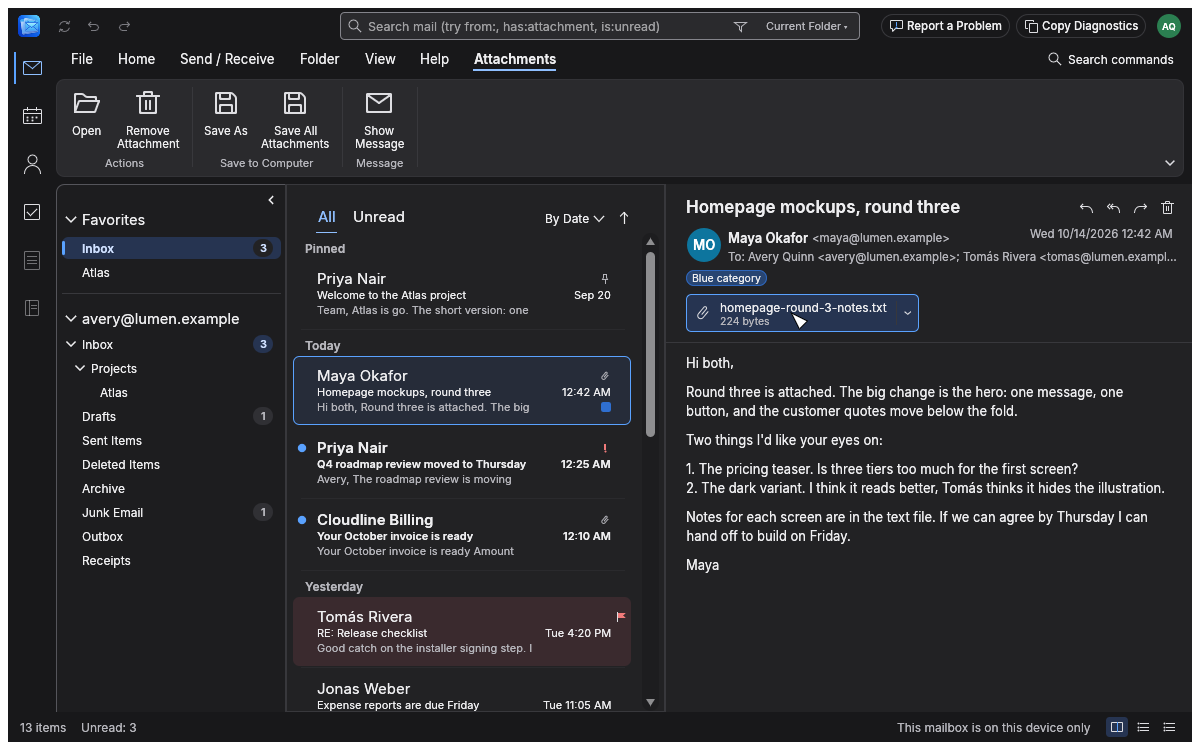 Search mail (try from:, has:attachment, is:unread)
Current Folder
Report a Problem
Copy Diagnostics
AQ
File
Home
Send / Receive
Folder
View
Help
Attachments
Search commands
Open
Remove Attachment
Save As
Save All Attachments
Show Message
Actions
Save to Computer
Message
Favorites
Inbox 3
Atlas
avery@lumen.example
Inbox 3
Projects
Atlas
Drafts 1
Sent Items
Deleted Items
Archive
Junk Email 1
Outbox
Receipts
All
Unread
By Date
Pinned
Priya Nair
Welcome to the Atlas project Sep 20
Team, Atlas is go. The short version: one
Today
Maya Okafor
Homepage mockups, round three 12:42 AM
Hi both, Round three is attached. The big
Priya Nair !
Q4 roadmap review moved to Thursday 12:25 AM
Avery, The roadmap review is moving
Cloudline Billing
Your October invoice is ready 12:10 AM
Your October invoice is ready Amount
Yesterday
Tomás Rivera
RE: Release checklist Tue 4:20 PM
Good catch on the installer signing step. I
Jonas Weber
Expense reports are due Friday Tue 11:05 AM
Homepage mockups, round three
MO
Maya Okafor <maya@lumen.example>
Wed 10/14/2026 12:42 AM
To: Avery Quinn <avery@lumen.example>; Tomás Rivera <tomas@lumen.exampl...
Blue category
homepage-round-3-notes.txt
224 bytes
Hi both,
Round three is attached. The big change is the hero: one message, one
button, and the customer quotes move below the fold.
Two things I'd like your eyes on:
1. The pricing teaser. Is three tiers too much for the first screen?
2. The dark variant. I think it reads better, Tomás thinks it hides the illustration.
Notes for each screen are in the text file. If we can agree by Thursday I can
hand off to build on Friday.
Maya
13 items
Unread: 3
This mailbox is on this device only